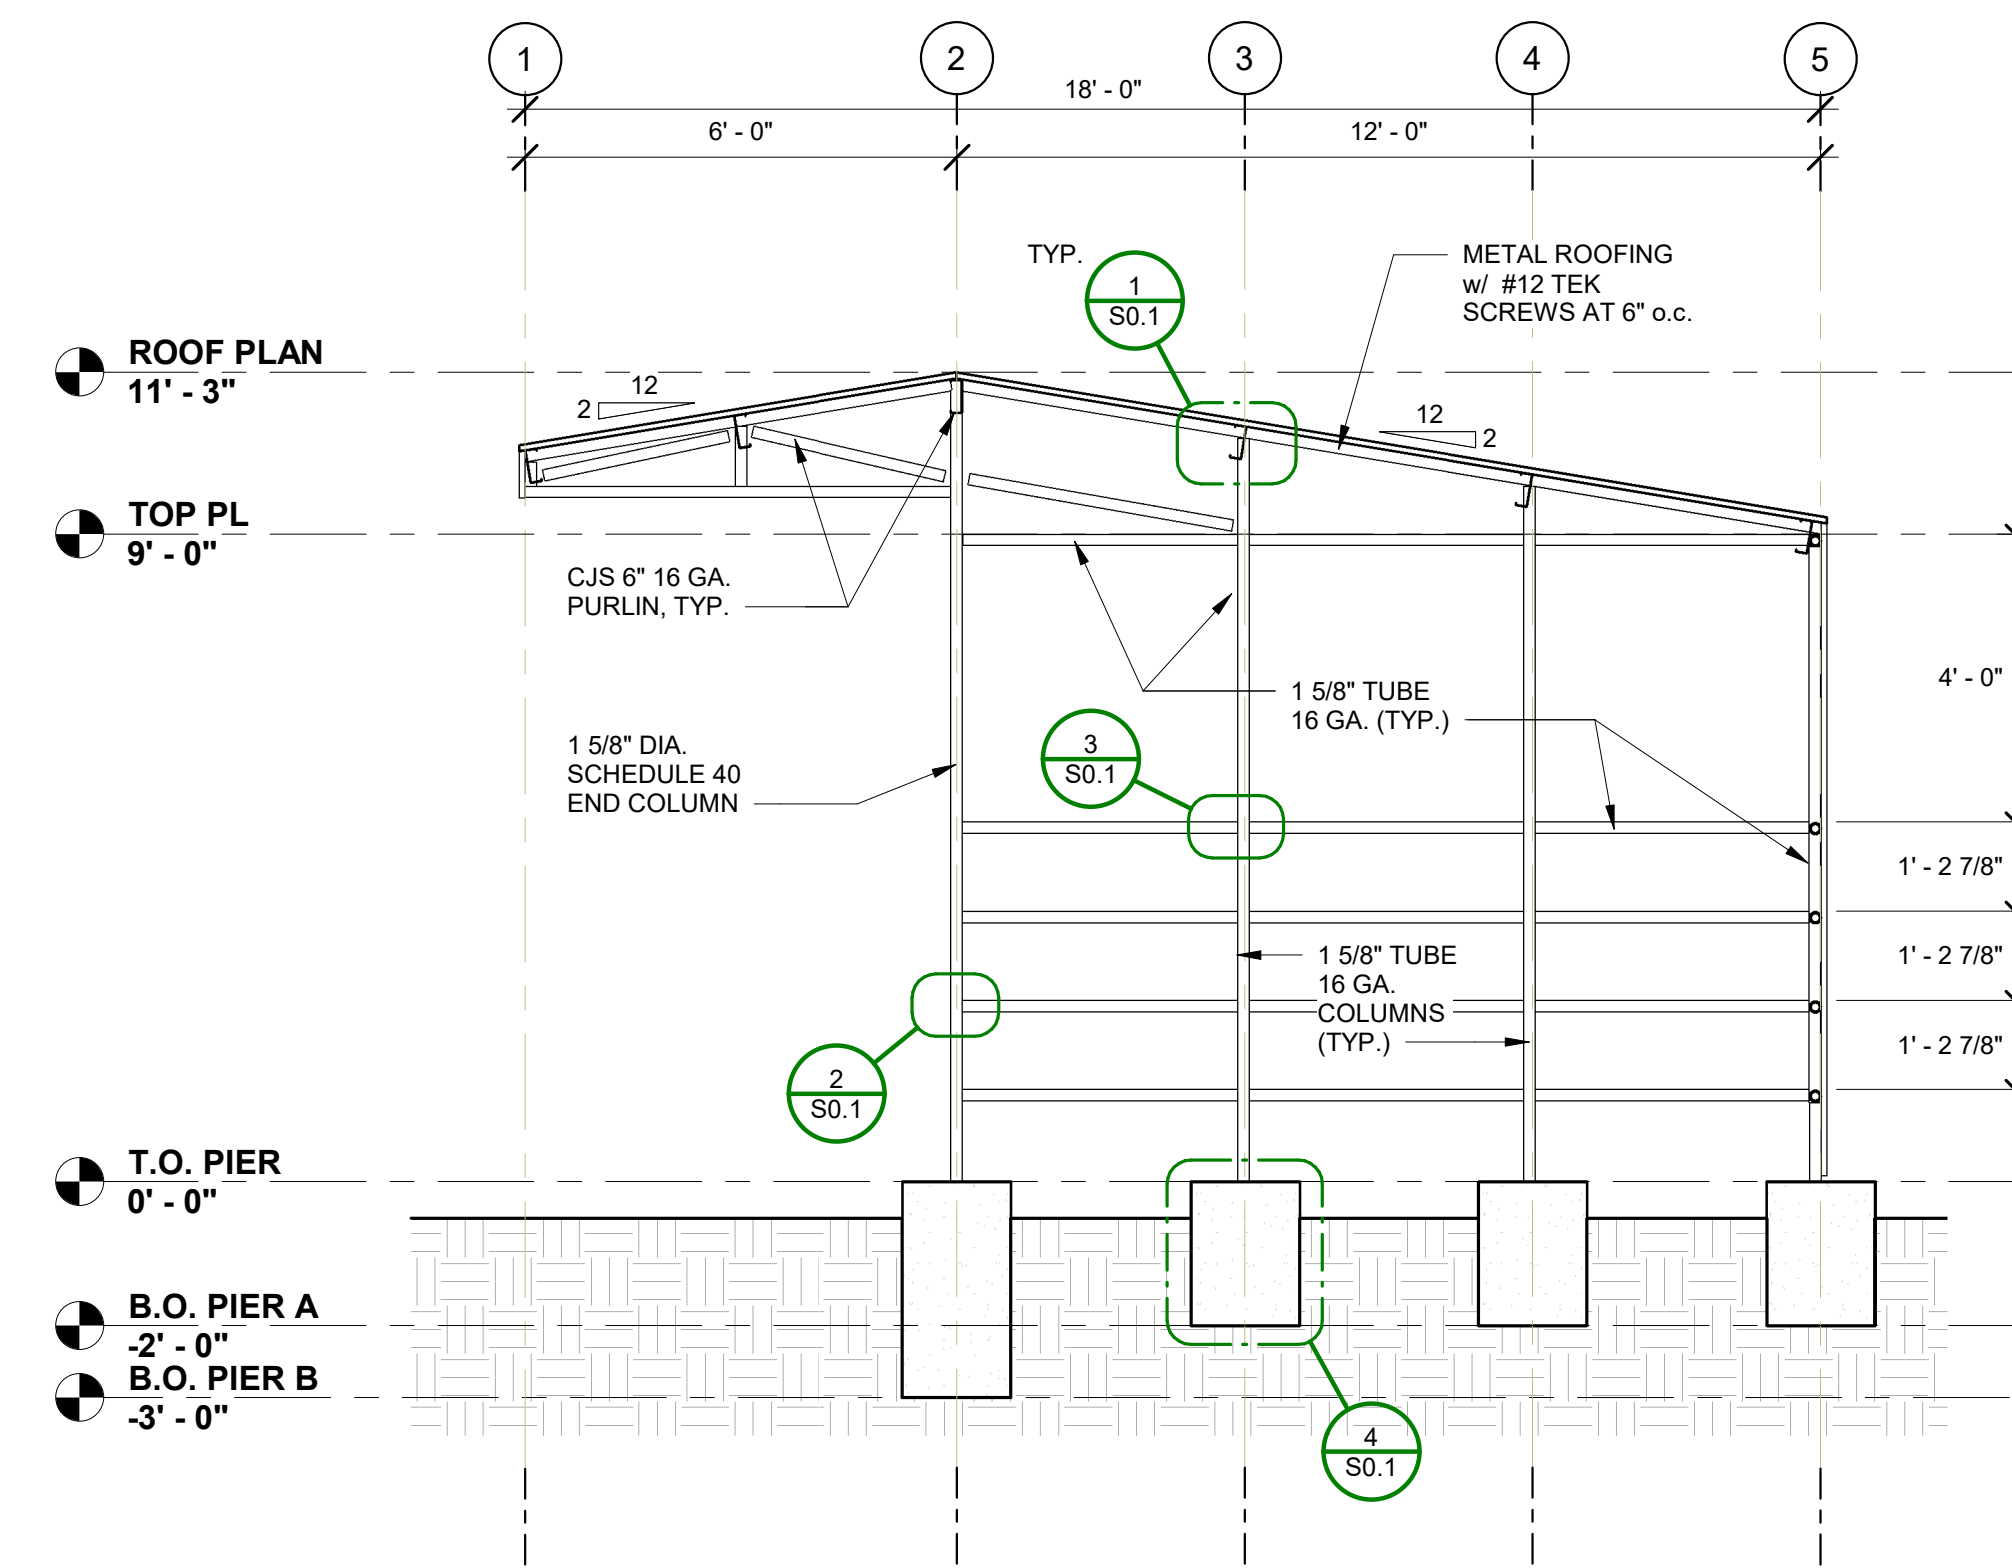 1
2
3
4
5
18' - 0"
6' - 0"
12' - 0"
TYP.
1
S0.1
METAL ROOFING
w/ #12 TEK
SCREWS AT 6" o.c.
ROOF PLAN
11' - 3"
12
2
12
2
TOP PL
9' - 0"
CJS 6" 16 GA.
PURLIN, TYP.
1 5/8" TUBE
16 GA. (TYP.)
4' - 0"
1 5/8" DIA.
SCHEDULE 40
END COLUMN
3
S0.1
1' - 2 7/8"
1 5/8" TUBE
16 GA.
COLUMNS
(TYP.)
1' - 2 7/8"
1' - 2 7/8"
2
S0.1
T.O. PIER
0' - 0"
B.O. PIER A
-2' - 0"
B.O. PIER B
-3' - 0"
4
S0.1